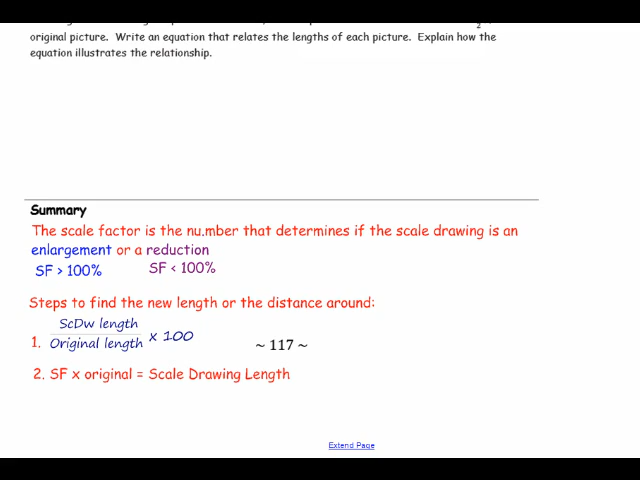 original picture. Write an equation that relates the lengths of each picture. Explain how the
equation illustrates the relationship.
Summary
The scale factor is the nu.mber that determines if the scale drawing is an
enlargement or a reduction
SF > 100% SF < 100%
Steps to find the new length or the distance around:
1. ScDw length
Original length x 100
~ 117 ~
2. SF x original = Scale Drawing Length
Extend Page